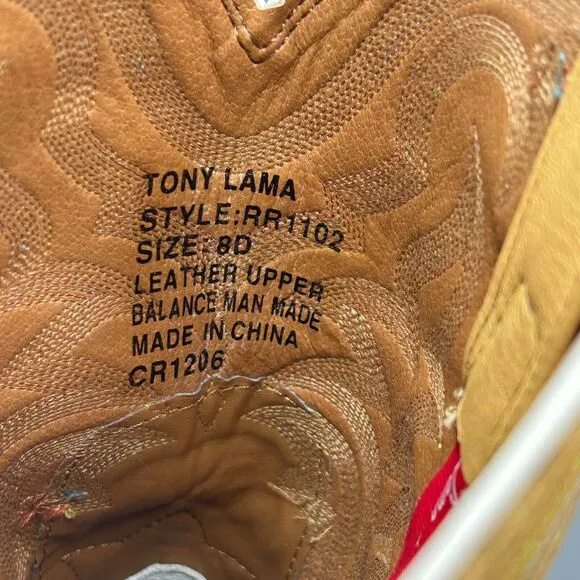 TONY LAMA
STYLE:RR1102
SIZE: 8D
LEATHER UPPER
BALANCE MAN MADE
MADE IN CHINA
CR1206